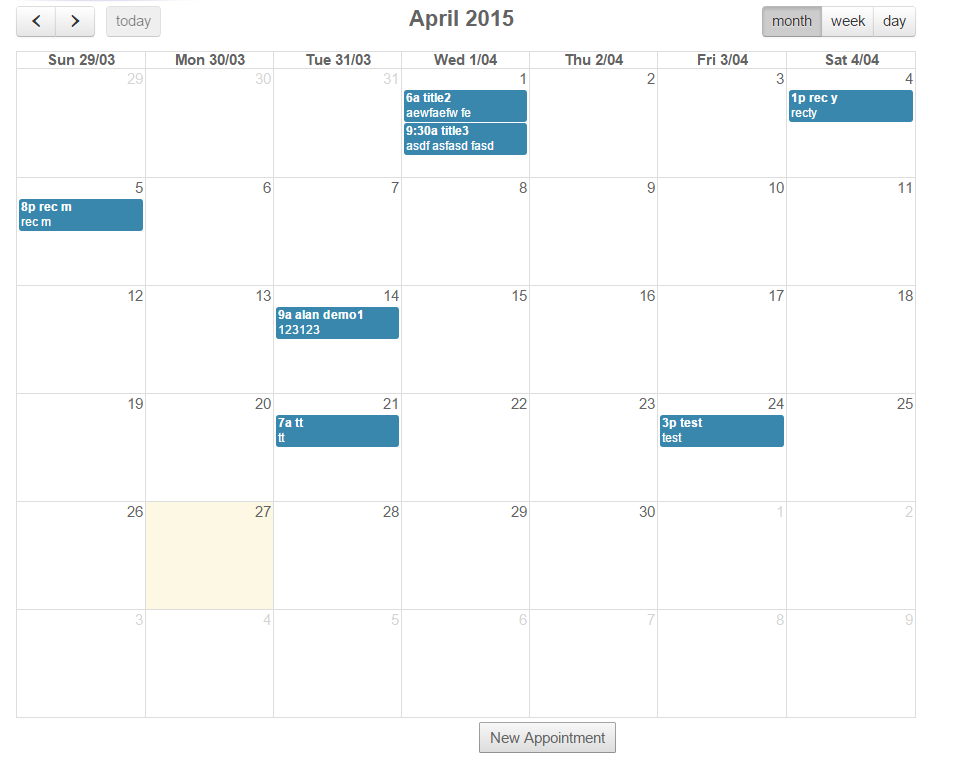 today April 2015 month week day
Sun 29/03 Mon 30/03 Tue 31/03 Wed 1/04 Thu 2/04 Fri 3/04 Sat 4/04
29 30 31 1 2 3 4
6a title2 1p rec y
aewfaefw fe recty
9:30a title3
asdf asfasd fasd
5 6 7 8 9 10 11
8p rec m
rec m
12 13 14 15 16 17 18
9a alan demo1
123123
19 20 21 22 23 24 25
7a tt 3p test
tt test
26 27 28 29 30 1 2
3 4 5 6 7 8 9
New Appointment